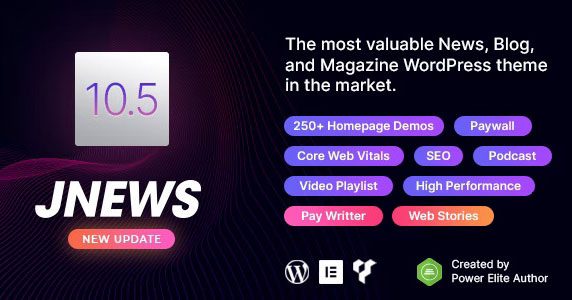 10.5
JNEWS
NEW UPDATE
The most valuable News, Blog,
and Magazine WordPress theme
in the market.
250+ Homepage Demos
Paywall
Core Web Vitals
SEO
Podcast
Video Playlist
High Performance
Pay Writter
Web Stories
Created by
Power Elite Author